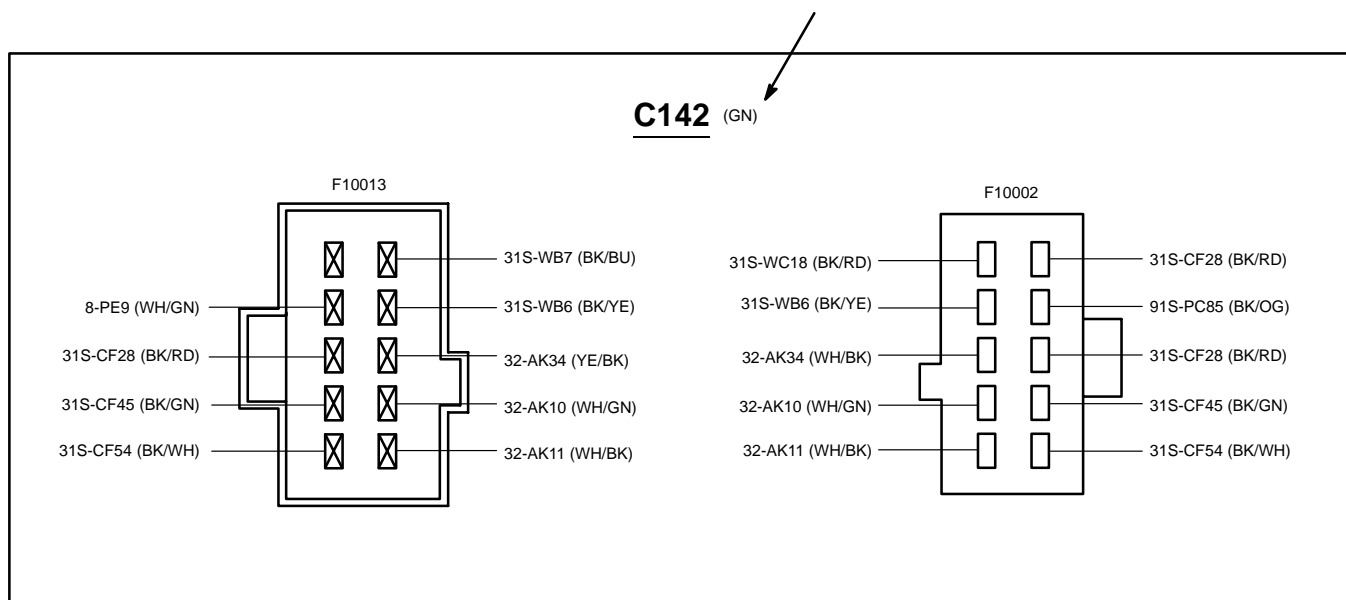 C142 (GN)
F10013
31S-WB7 (BK/BU)
8-PE9 (WH/GN)
31S-WB6 (BK/YE)
31S-CF28 (BK/RD)
32-AK34 (YE/BK)
31S-CF45 (BK/GN)
32-AK10 (WH/GN)
31S-CF54 (BK/WH)
32-AK11 (WH/BK)
F10002
31S-WC18 (BK/RD)
31S-CF28 (BK/RD)
31S-WB6 (BK/YE)
91S-PC85 (BK/OG)
32-AK34 (WH/BK)
31S-CF28 (BK/RD)
32-AK10 (WH/GN)
31S-CF45 (BK/GN)
32-AK11 (WH/BK)
31S-CF54 (BK/WH)